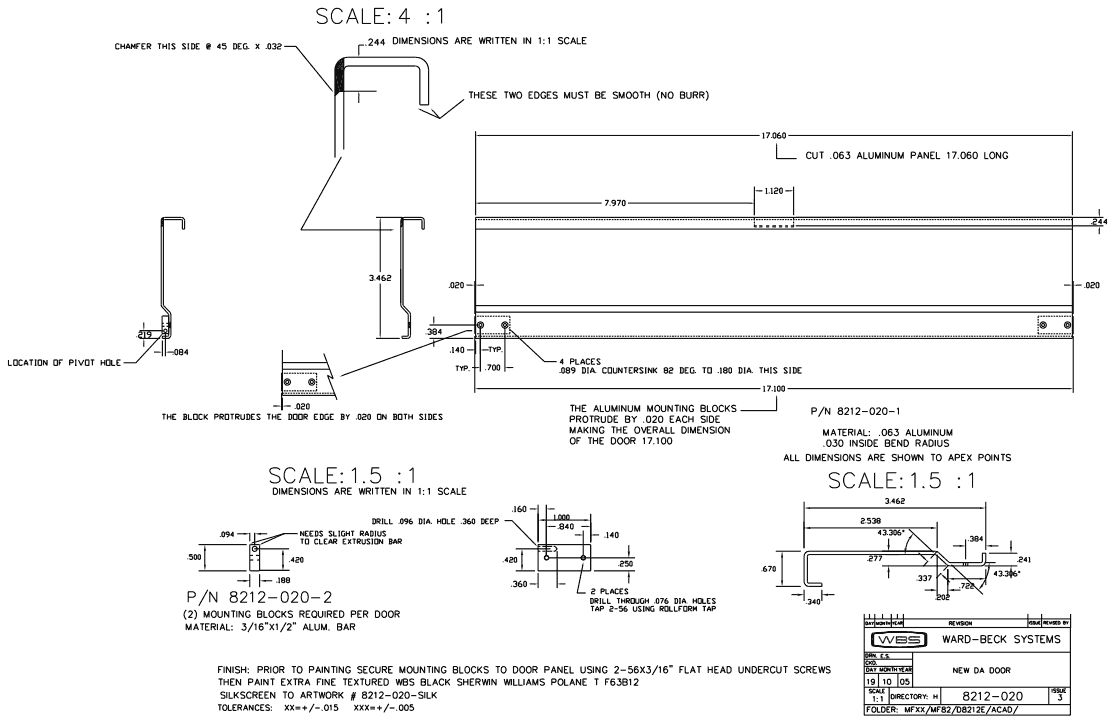 SCALE: 4 : 1
CHAMFER THIS SIDE @ 45 DEG. X .032
.244 DIMENSIONS ARE WRITTEN IN 1:1 SCALE
THESE TWO EDGES MUST BE SMOOTH (NO BURR)
17.060
CUT .063 ALUMINUM PANEL 17.060 LONG
1.120
7.970
.244
3.462
.020
.020
.219
.084
LOCATION OF PIVOT HOLE
.384
.140
TYP.
TYP.
.700
4 PLACES
.089 DIA. COUNTERSINK 82 DEG. TO .180 DIA. THIS SIDE
17.100
.020
THE BLOCK PROTRUDES THE DOOR EDGE BY .020 ON BOTH SIDES
THE ALUMINUM MOUNTING BLOCKS
PROTRUDE BY .020 EACH SIDE
MAKING THE OVERALL DIMENSION
OF THE DOOR 17.100
P/N 8212-020-1
MATERIAL: .063 ALUMINUM
.030 INSIDE BEND RADIUS
ALL DIMENSIONS ARE SHOWN TO APEX POINTS
SCALE: 1.5 : 1
DIMENSIONS ARE WRITTEN IN 1:1 SCALE
.094
NEEDS SLIGHT RADIUS
TO CLEAR EXTRUSION BAR
.500
.420
.188
P/N 8212-020-2
(2) MOUNTING BLOCKS REQUIRED PER DOOR
MATERIAL: 3/16"X1/2" ALUM. BAR
.160
1.000
DRILL .096 DIA. HOLE .360 DEEP
.840
.140
.420
.250
.360
2 PLACES
DRILL THROUGH .076 DIA HOLES
TAP 2-56 USING ROLLFORM TAP
SCALE: 1.5 : 1
3.462
2.538
43.306°
.384
.277
.241
.670
.337
.722
43.306°
.340
.202
FINISH: PRIOR TO PAINTING SECURE MOUNTING BLOCKS TO DOOR PANEL USING 2-56X3/16" FLAT HEAD UNDERCUT SCREWS
THEN PAINT EXTRA FINE TEXTURED WBS BLACK SHERWIN WILLIAMS POLANE T F63B12
SILKSCREEN TO ARTWORK # 8212-020-SILK
TOLERANCES: XX=+/-.015 XXX=+/-.005
DAY MONTH YEAR REVISION ISSUE REVISED BY
WBS WARD-BECK SYSTEMS
DRN. E.S.
CKD.
DAY MONTH YEAR
NEW DA DOOR
19 10 05
SCALE 1:1 DIRECTORY: H 8212-020 ISSUE 3
FOLDER: MFXX/MF82/D8212E/ACAD/